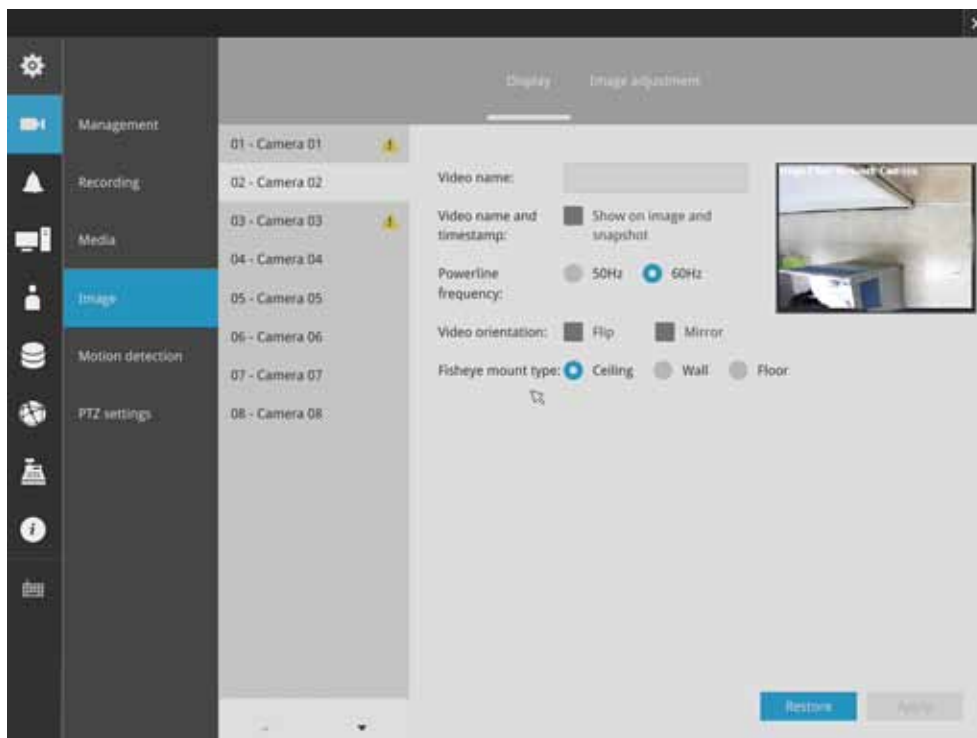 Display
Image adjustment
Management
Recording
Media
Image
Motion detection
PTZ settings
01 - Camera 01
02 - Camera 02
03 - Camera 03
04 - Camera 04
05 - Camera 05
06 - Camera 06
07 - Camera 07
08 - Camera 08
Video name:
Video name and
timestamp:
Show on image and
snapshot
Powerline
frequency:
50Hz
60Hz
Video orientation:
Flip
Mirror
Fisheye mount type:
Ceiling
Wall
Floor
Restore
Apply